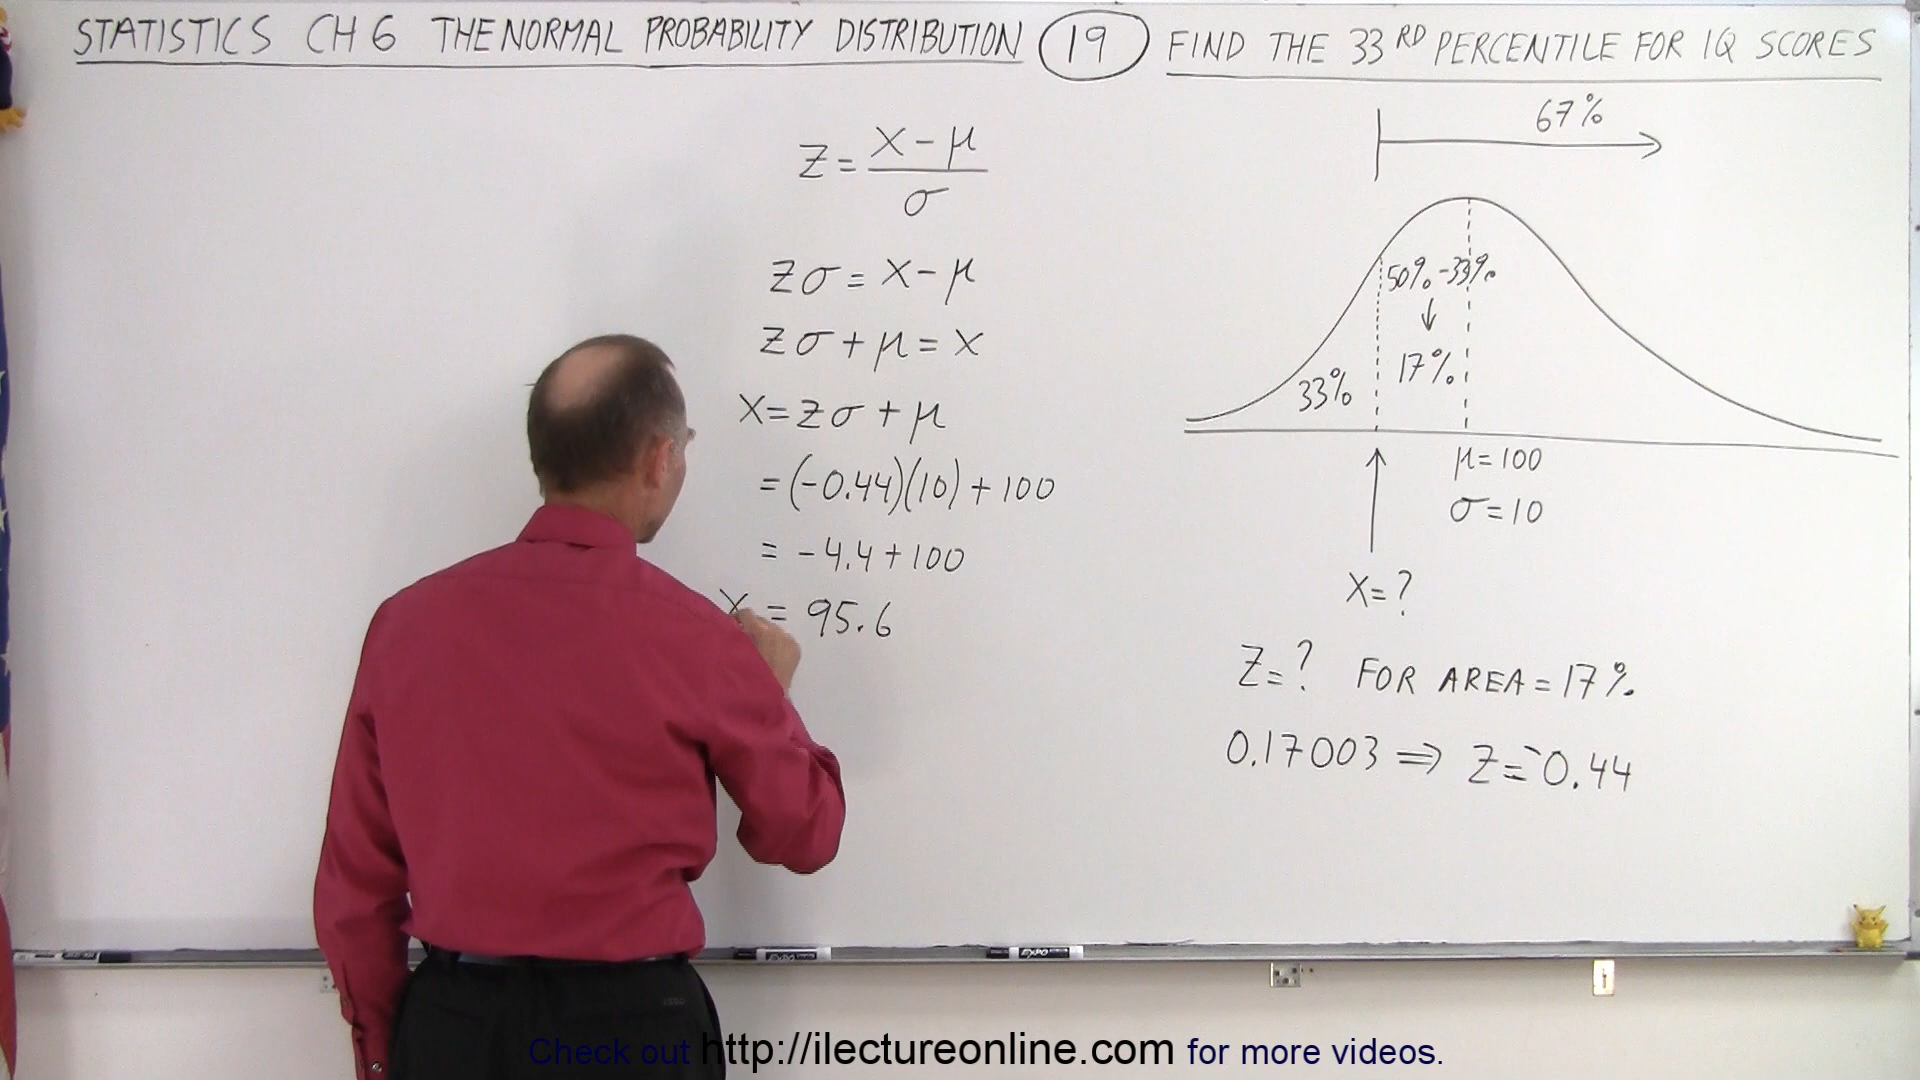 STATISTICS CH 6 THE NORMAL PROBABILITY DISTRIBUTION 19 FIND THE 33RD PERCENTILE FOR IQ SCORES
Z = X - μ / σ
Zσ = X - μ
Zσ + μ = X
X = Zσ + μ
= (-0.44)(10) + 100
= -4.4 + 100
X = 95.6
67%
50% - 33%
↓
17%
33%
μ = 100
σ = 10
X = ?
Z = ? FOR AREA = 17%
0.17003 ⇒ Z = -0.44
EXPO
Check out http://ilectureonline.com for more videos.